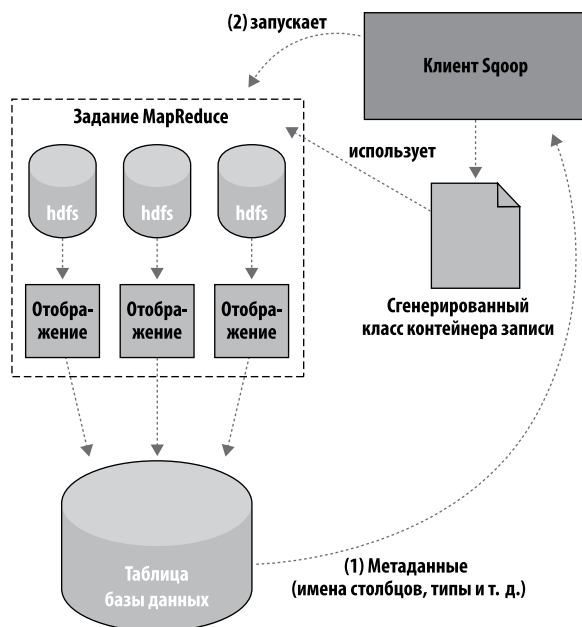 (2) запускает
Клиент Sqoop
Задание MapReduce
использует
hdfs
hdfs
hdfs
Отобра-
жение
Отобра-
жение
Отобра-
жение
Сгенерированный
класс контейнера записи
(1) Метаданные
(имена столбцов, типы и т. д.)
Таблица
базы данных